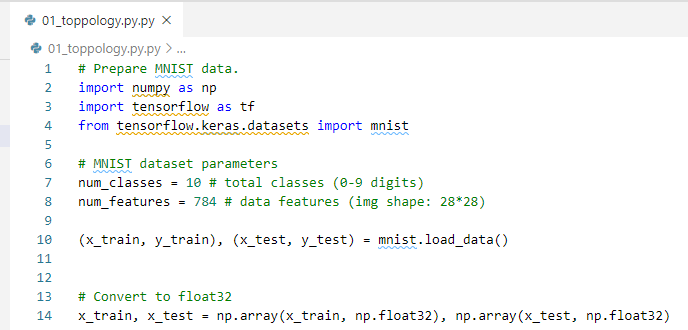 01_toppology.py.py ×
01_toppology.py.py > ...
1 # Prepare MNIST data.
2 import numpy as np
3 import tensorflow as tf
4 from tensorflow.keras.datasets import mnist
5
6 # MNIST dataset parameters
7 num_classes = 10 # total classes (0-9 digits)
8 num_features = 784 # data features (img shape: 28*28)
9
10 (x_train, y_train), (x_test, y_test) = mnist.load_data()
11
12
13 # Convert to float32
14 x_train, x_test = np.array(x_train, np.float32), np.array(x_test, np.float32)